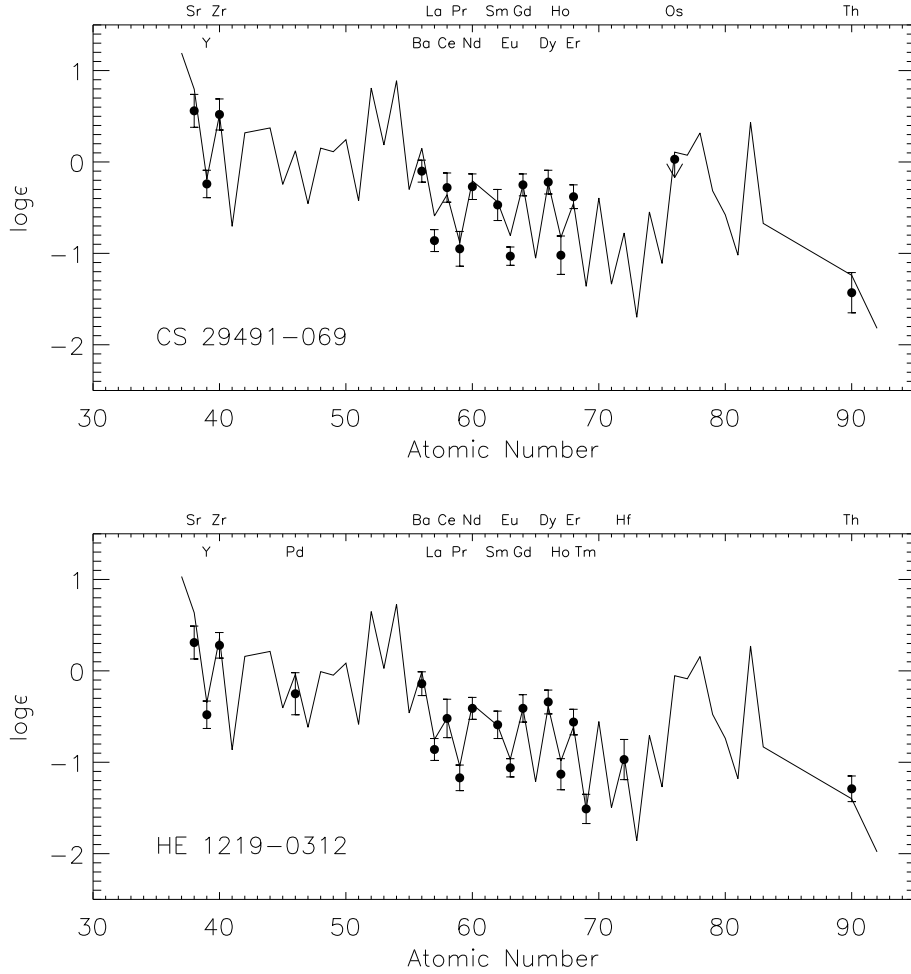 Sr Zr La Pr Sm Gd Ho Os Th
Y Ba Ce Nd Eu Dy Er
1
0
−1
−2
logϵ
CS 29491−069
30 40 50 60 70 80 90
Atomic Number
Sr Zr Ba Ce Nd Eu Dy Er Hf Th
Y Pd La Pr Sm Gd Ho Tm
1
0
−1
−2
logϵ
HE 1219−0312
30 40 50 60 70 80 90
Atomic Number